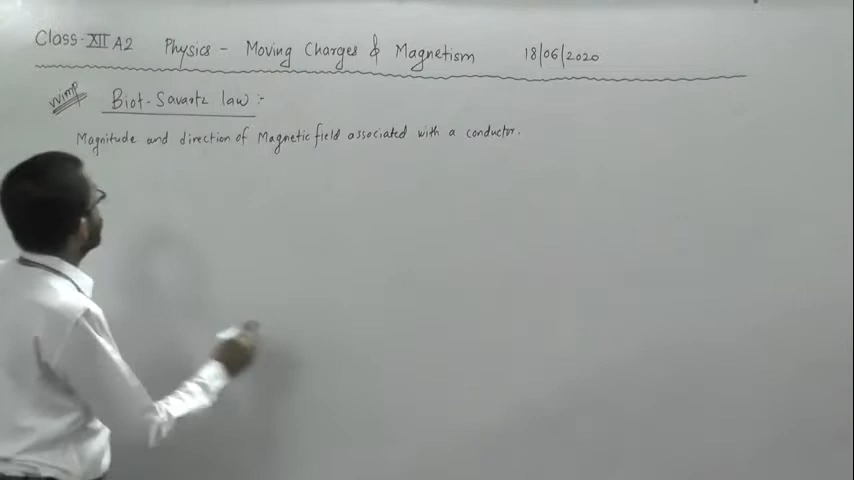 Class-XII A2 Physics - Moving Charges & Magnetism 18/06/2020
VVimp Biot-Savartz law :-
Magnitude and direction of Magnetic field associated with a conductor.